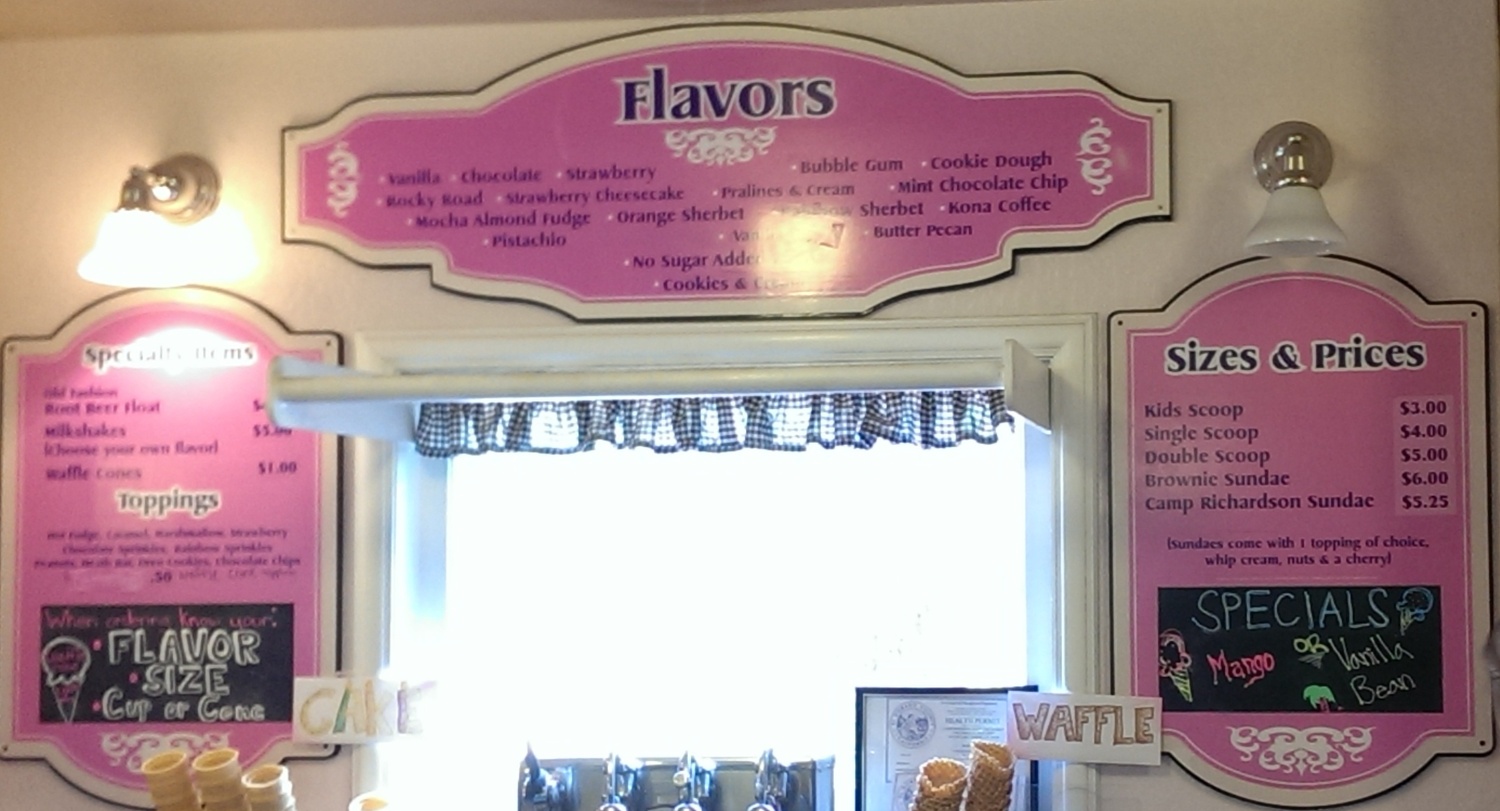 Flavors
• Vanilla • Chocolate • Strawberry • Bubble Gum • Cookie Dough
• Rocky Road • Strawberry Cheesecake • Pralines & Cream • Mint Chocolate Chip
• Mocha Almond Fudge • Orange Sherbet Sherbet • Kona Coffee
• Pistachio • Butter Pecan
• No Sugar Added
• Cookies &
Specialty Items
Old Fashion
Root Beer Float
Milkshakes
(choose your own flavor)
Waffle Cones $1.00
Toppings
Hot Fudge, Caramel, Marshmallow, Strawberry
Chocolate Sprinkles, Rainbow Sprinkles
Peanuts, Heath Bar, Oreo Cookies, Chocolate Chips
.50
When ordering know your:
• FLAVOR
• SIZE
• Cup or Cone
CAKE
Sizes & Prices
Kids Scoop $3.00
Single Scoop $4.00
Double Scoop $5.00
Brownie Sundae $6.00
Camp Richardson Sundae $5.25
(Sundaes come with 1 topping of choice,
whip cream, nuts & a cherry)
SPECIALS
Mango OR Vanilla
Bean
HEALTH PERMIT
WAFFLE